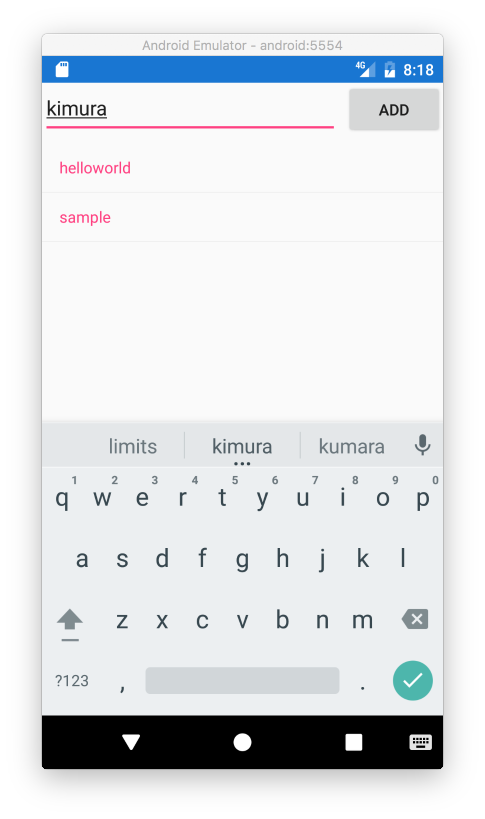 Android Emulator - android:5554
4G 8:18
kimura ADD
helloworld
sample
limits kimura kumara
1 2 3 4 5 6 7 8 9 0
q w e r t y u i o p
a s d f g h j k l
z x c v b n m
?123 , .